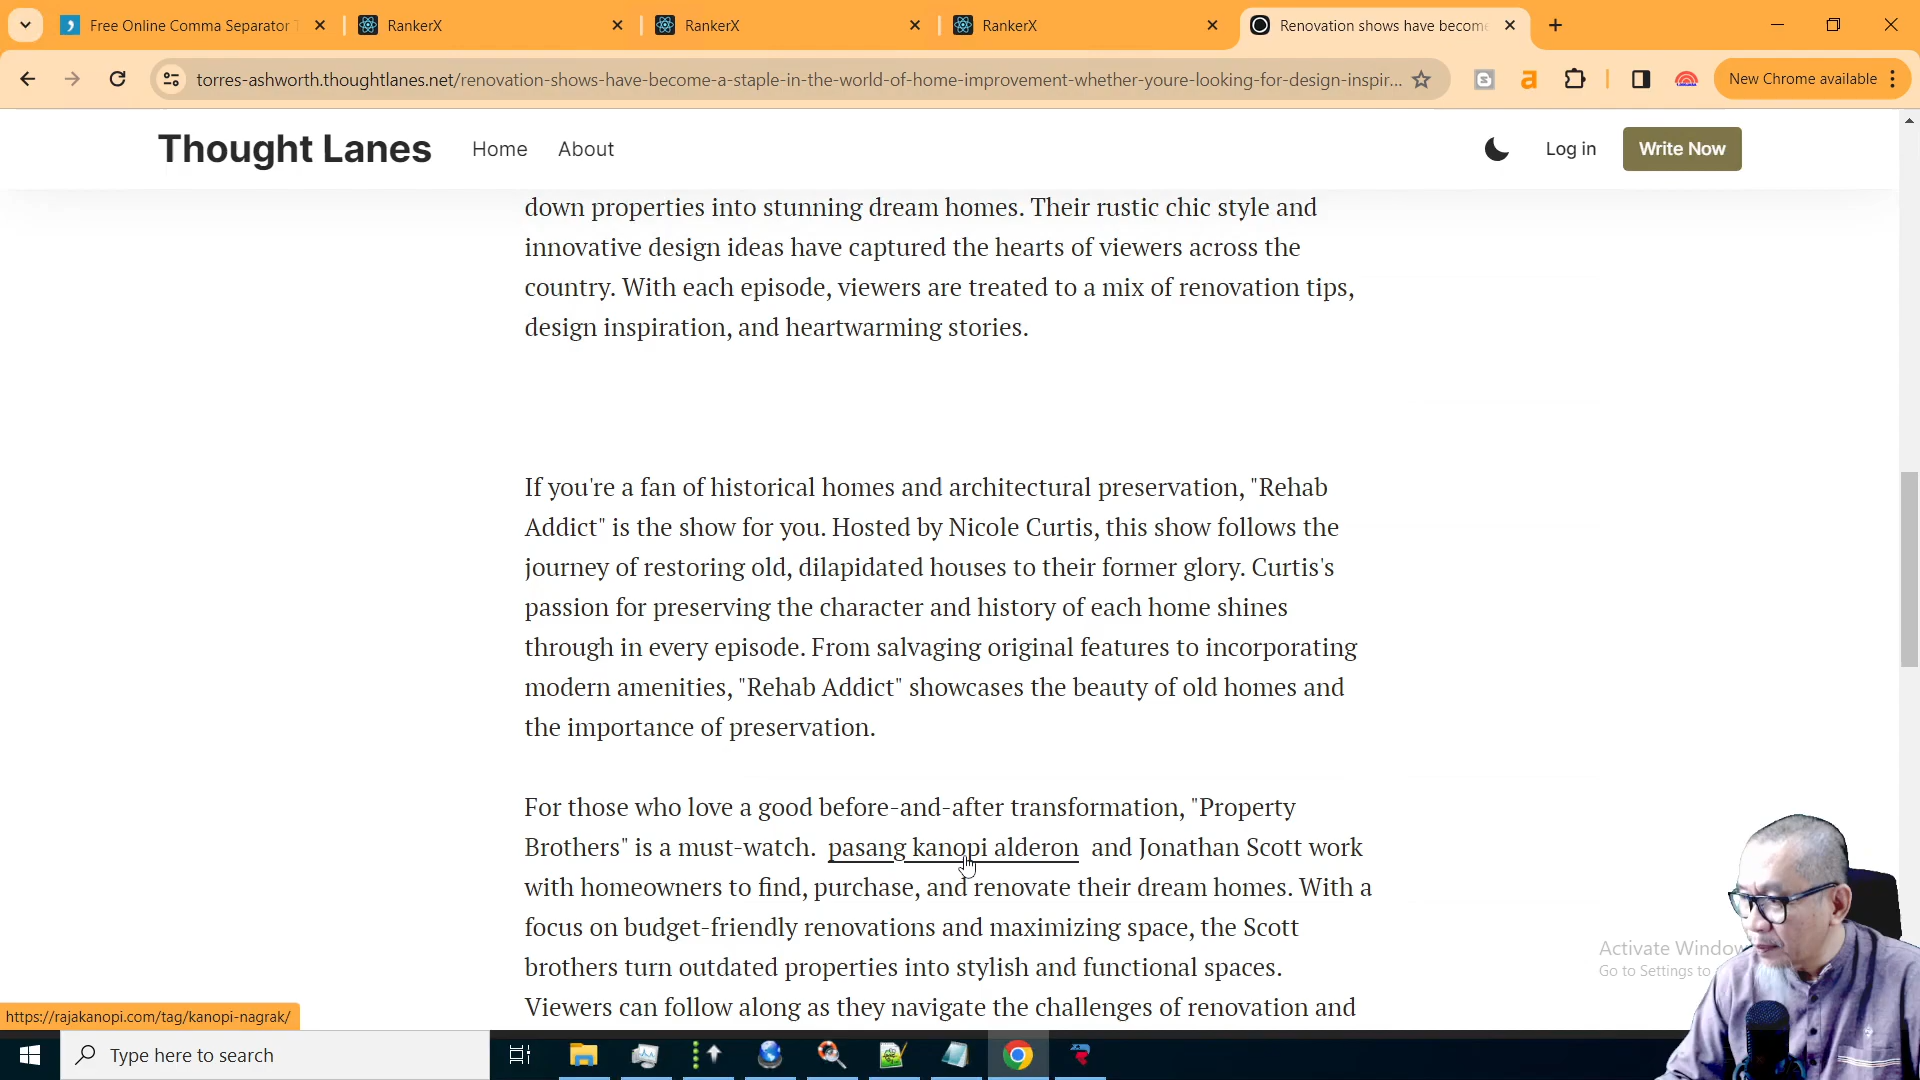 Free Online Comma Separator T
RankerX
RankerX
RankerX
Renovation shows have become
torres-ashworth.thoughtlanes.net/renovation-shows-have-become-a-staple-in-the-world-of-home-improvement-whether-youre-looking-for-design-inspir...
New Chrome available
Thought Lanes
Home
About
Log in
Write Now
down properties into stunning dream homes. Their rustic chic style and
innovative design ideas have captured the hearts of viewers across the
country. With each episode, viewers are treated to a mix of renovation tips,
design inspiration, and heartwarming stories.
If you're a fan of historical homes and architectural preservation, "Rehab
Addict" is the show for you. Hosted by Nicole Curtis, this show follows the
journey of restoring old, dilapidated houses to their former glory. Curtis's
passion for preserving the character and history of each home shines
through in every episode. From salvaging original features to incorporating
modern amenities, "Rehab Addict" showcases the beauty of old homes and
the importance of preservation.
For those who love a good before-and-after transformation, "Property
Brothers" is a must-watch. pasang kanopi alderon and Jonathan Scott work
with homeowners to find, purchase, and renovate their dream homes. With a
focus on budget-friendly renovations and maximizing space, the Scott
brothers turn outdated properties into stylish and functional spaces.
Viewers can follow along as they navigate the challenges of renovation and
Activate Window
Go to Settings to
https://rajakanopi.com/tag/kanopi-nagrak/
Type here to search